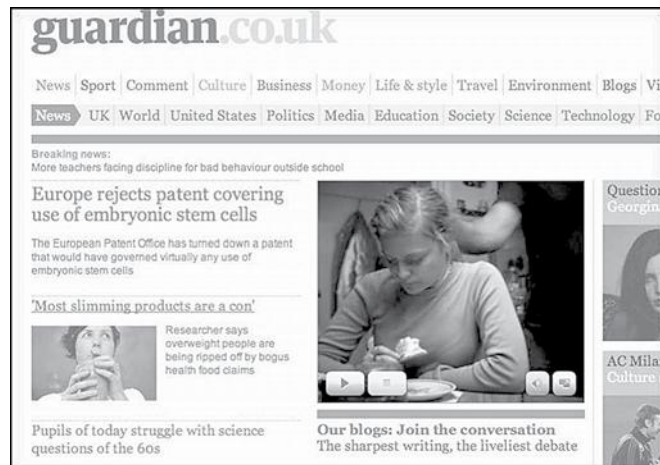 guardian.co.uk
News Sport Comment Culture Business Money Life & style Travel Environment Blogs
News UK World United States Politics Media Education Society Science Technology
Breaking news:
More teachers facing discipline for bad behaviour outside school
Europe rejects patent covering
use of embryonic stem cells
The European Patent Office has turned down a patent
that would have governed virtually any use of
embryonic stem cells
'Most slimming products are a con'
Researcher says
overweight people are
being ripped off by bogus
health food claims
Pupils of today struggle with science
questions of the 60s
Our blogs: Join the conversation
The sharpest writing, the liveliest debate
Question
Georgin
AC Mila
Culture